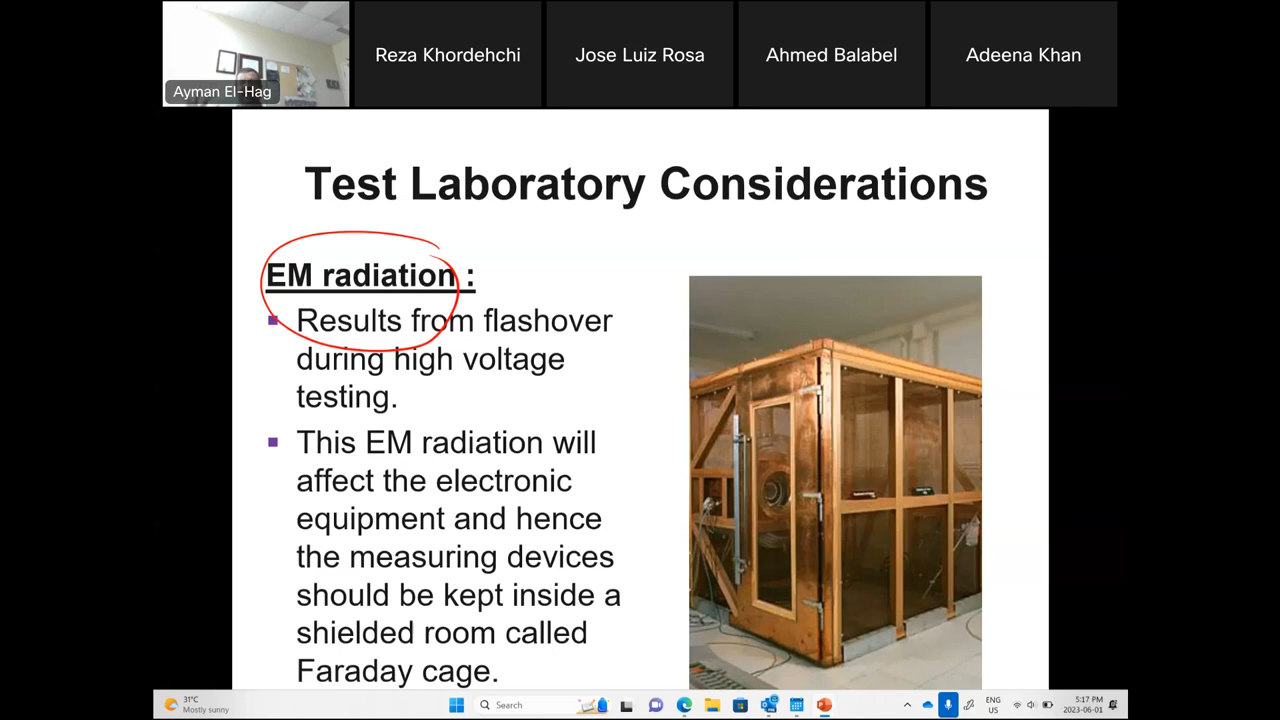 Ayman El-Hag
Reza Khordehchi
Jose Luiz Rosa
Ahmed Balabel
Adeena Khan
Test Laboratory Considerations
EM radiation :
Results from flashover
during high voltage
testing.
This EM radiation will
affect the electronic
equipment and hence
the measuring devices
should be kept inside a
shielded room called
Faraday cage.
31°C
Mostly sunny
Search
ENG
US
5:17 PM
2023-06-01